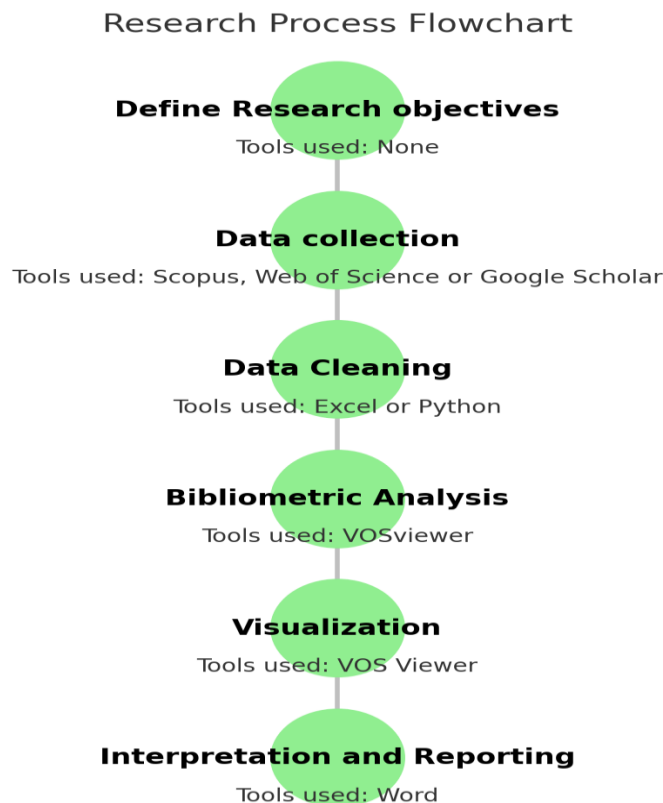 Research Process Flowchart
Define Research objectives
Tools used: None
Data collection
Tools used: Scopus, Web of Science or Google Scholar
Data Cleaning
Tools used: Excel or Python
Bibliometric Analysis
Tools used: VOSviewer
Visualization
Tools used: VOS Viewer
Interpretation and Reporting
Tools used: Word